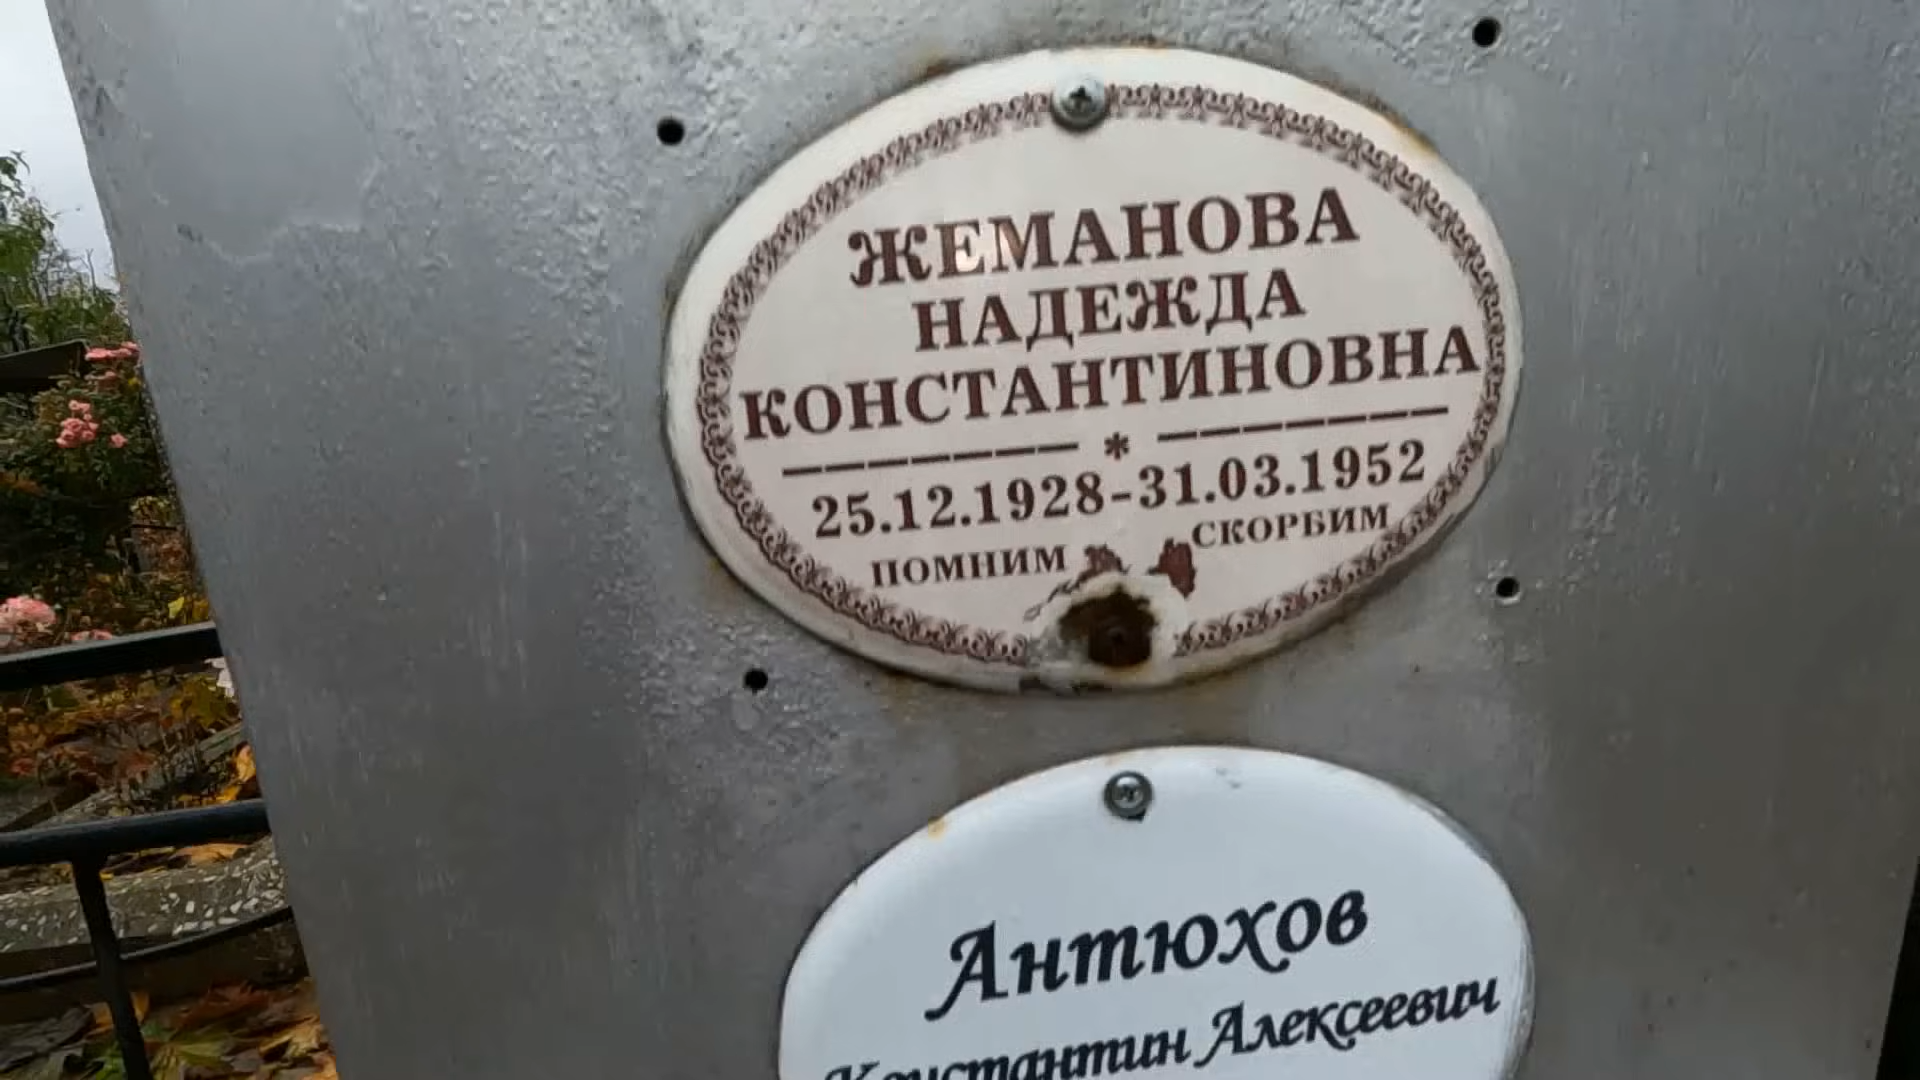 ЖЕМАНОВА
НАДЕЖДА
КОНСТАНТИНОВНА
*
25.12.1928-31.03.1952
ПОМНИМ СКОРБИМ
Антюхов
Константин Алексеевич